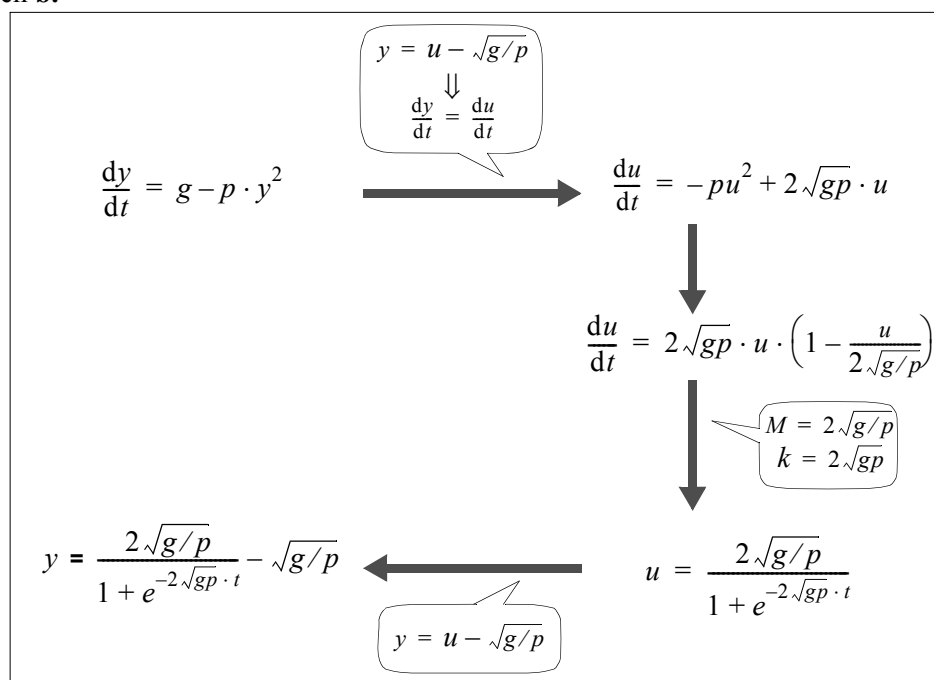 en b.
y = u − √(g/p)
⇓
dy/dt = du/dt
dy/dt = g − p · y²
du/dt = −pu² + 2√(gp) · u
du/dt = 2√(gp) · u · (1 − u/(2√(g/p)))
M = 2√(g/p)
k = 2√(gp)
y = 2√(g/p)/(1 + e^(−2√(gp) · t)) − √(g/p)
u = 2√(g/p)/(1 + e^(−2√(gp) · t))
y = u − √(g/p)